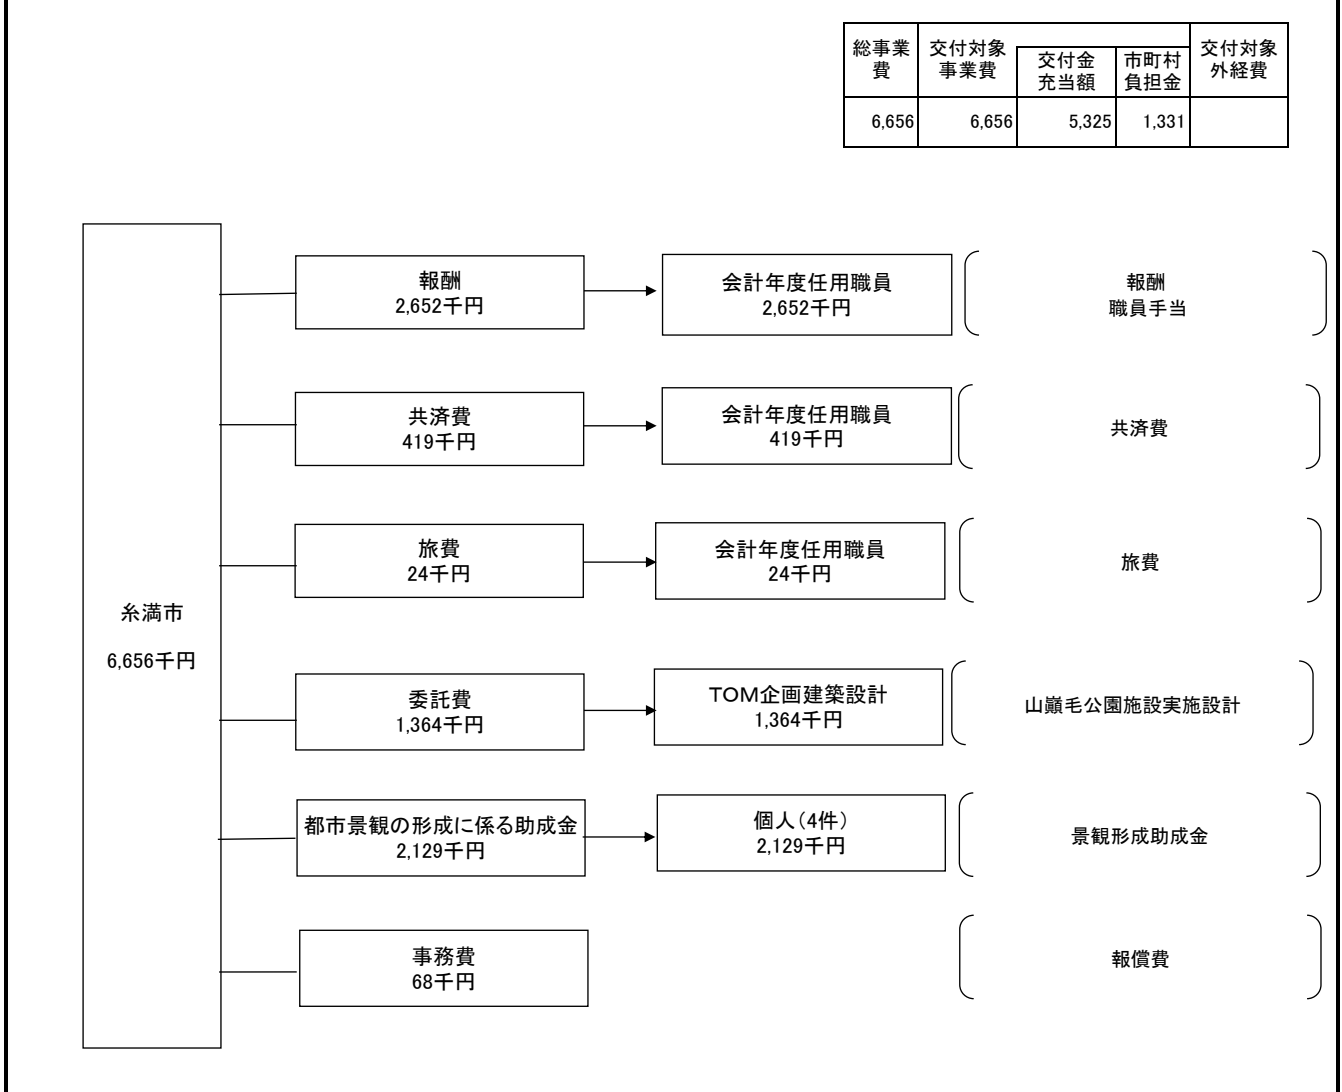 総事業費
交付対象事業費
交付金充当額
市町村負担金
交付対象外経費
6,656 6,656 5,325 1,331
糸満市
6,656千円
報酬
2,652千円
会計年度任用職員
2,652千円
報酬
職員手当
共済費
419千円
会計年度任用職員
419千円
共済費
旅費
24千円
会計年度任用職員
24千円
旅費
委託費
1,364千円
TOM企画建築設計
1,364千円
山巓毛公園施設実施設計
都市景観の形成に係る助成金
2,129千円
個人(4件)
2,129千円
景観形成助成金
事務費
68千円
報償費